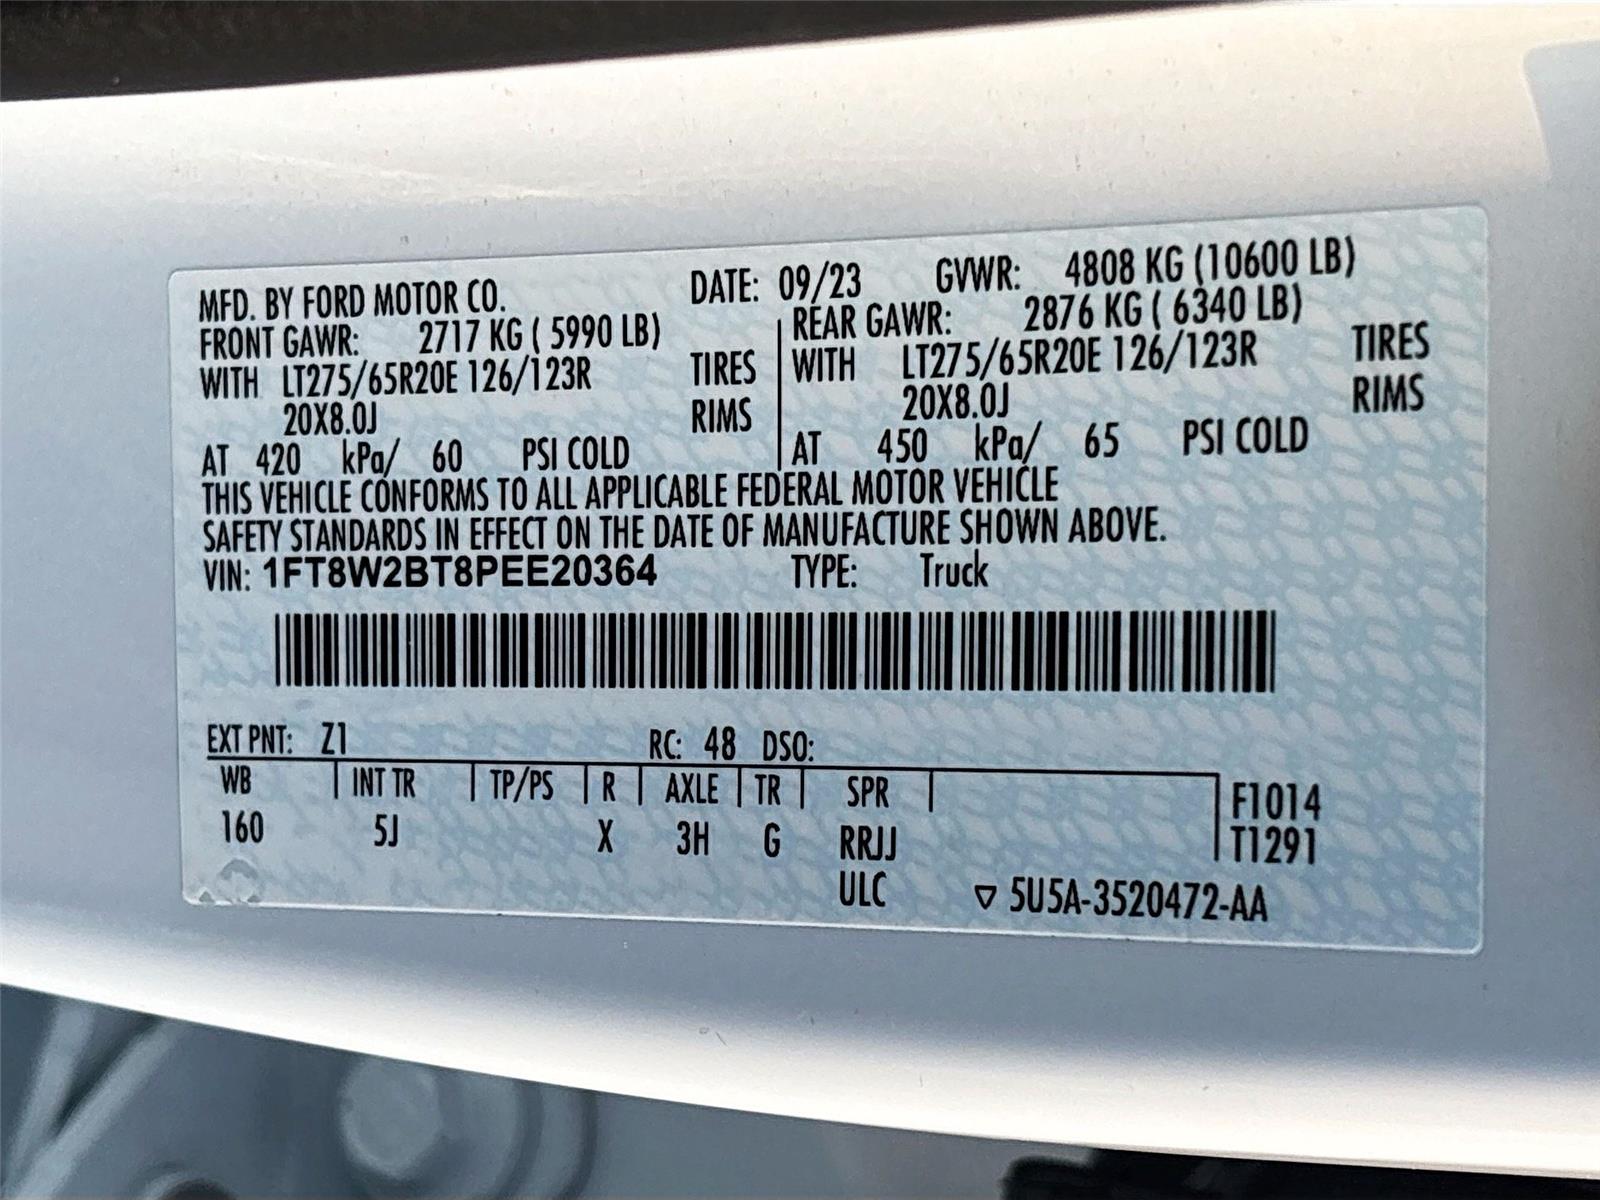 MFD. BY FORD MOTOR CO. DATE: 09/23 GVWR: 4808 KG (10600 LB)
FRONT GAWR: 2717 KG ( 5990 LB) REAR GAWR: 2876 KG ( 6340 LB)
WITH LT275/65R20E 126/123R TIRES WITH LT275/65R20E 126/123R TIRES
20X8.0J RIMS 20X8.0J RIMS
AT 420 kPa/ 60 PSI COLD AT 450 kPa/ 65 PSI COLD
THIS VEHICLE CONFORMS TO ALL APPLICABLE FEDERAL MOTOR VEHICLE
SAFETY STANDARDS IN EFFECT ON THE DATE OF MANUFACTURE SHOWN ABOVE.
VIN: 1FT8W2BT8PEE20364 TYPE: Truck
EXT PNT: Z1 RC: 48 DSO:
WB INT TR TP/PS R AXLE TR SPR F1014
160 5J X 3H G RRJJ T1291
ULC ▽ 5U5A-3520472-AA